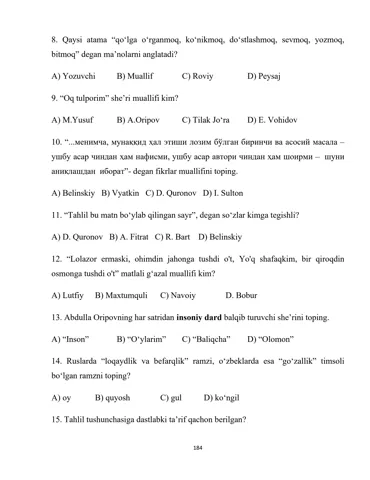 8. Qaysi atama “qo‘lga o‘rganmoq, ko‘nikmoq, do‘stlashmoq, sevmoq, yozmoq,
bitmoq” degan ma’nolarni anglatadi?
A) Yozuvchi B) Muallif C) Roviy D) Peysaj
9. “Oq tulporim” she’ri muallifi kim?
A) M.Yusuf B) A.Oripov C) Tilak Jo‘ra D) E. Vohidov
10. “...менимча, мунаққид ҳал этиши лозим бўлган биринчи ва асосий масала –
ушбу асар чиндан ҳам нафисми, ушбу асар автори чиндан ҳам шоирми – шуни
аниқлашдан иборат”- degan fikrlar muallifini toping.
A) Belinskiy B) Vyatkin C) D. Quronov D) I. Sulton
11. “Tahlil bu matn bo‘ylab qilingan sayr”, degan so‘zlar kimga tegishli?
A) D. Quronov B) A. Fitrat C) R. Bart D) Belinskiy
12. “Lolazor ermaski, ohimdin jahonga tushdi o't, Yo'q shafaqkim, bir qiroqdin
osmonga tushdi o't” matlali g‘azal muallifi kim?
A) Lutfiy B) Maxtumquli C) Navoiy D. Bobur
13. Abdulla Oripovning har satridan insoniy dard balqib turuvchi she’rini toping.
A) “Inson” B) “O‘ylarim” C) “Baliqcha” D) “Olomon”
14. Ruslarda “loqaydlik va befarqlik” ramzi, o‘zbeklarda esa “go‘zallik” timsoli
bo‘lgan ramzni toping?
A) oy B) quyosh C) gul D) ko‘ngil
15. Tahlil tushunchasiga dastlabki ta’rif qachon berilgan?
184